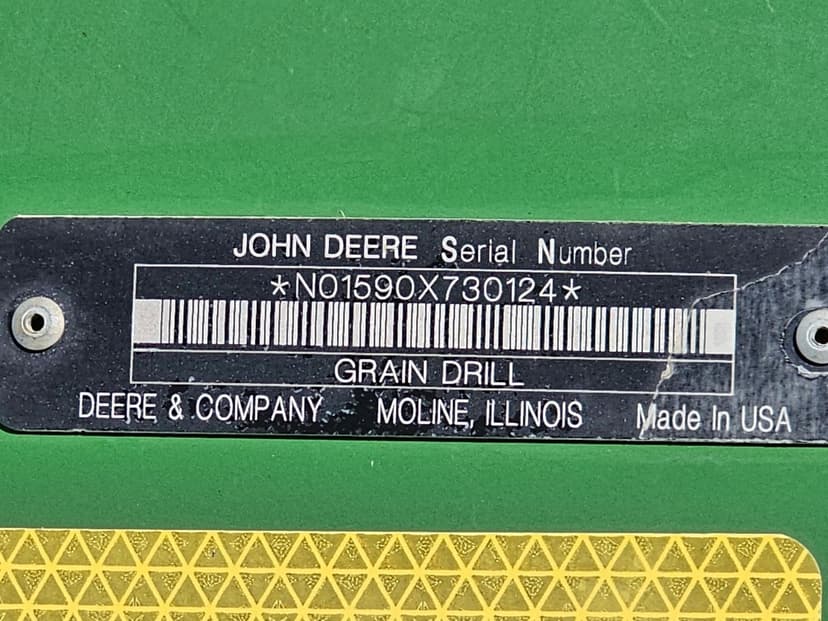 JOHN DEERE Serial Number
*N01590X730124*
GRAIN DRILL
DEERE & COMPANY MOLINE, ILLINOIS Made In USA